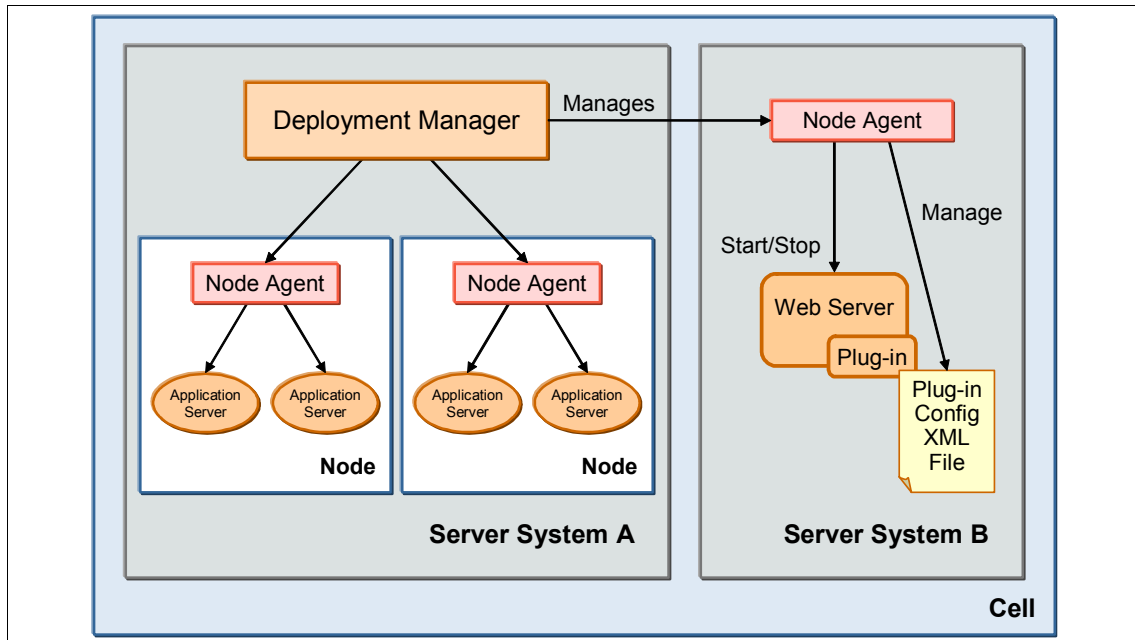 Deployment Manager
Manages
Node Agent
Manage
Start/Stop
Node Agent
Node Agent
Web Server
Plug-in
Application
Server
Application
Server
Application
Server
Application
Server
Plug-in
Config
XML
File
Node
Node
Server System A
Server System B
Cell